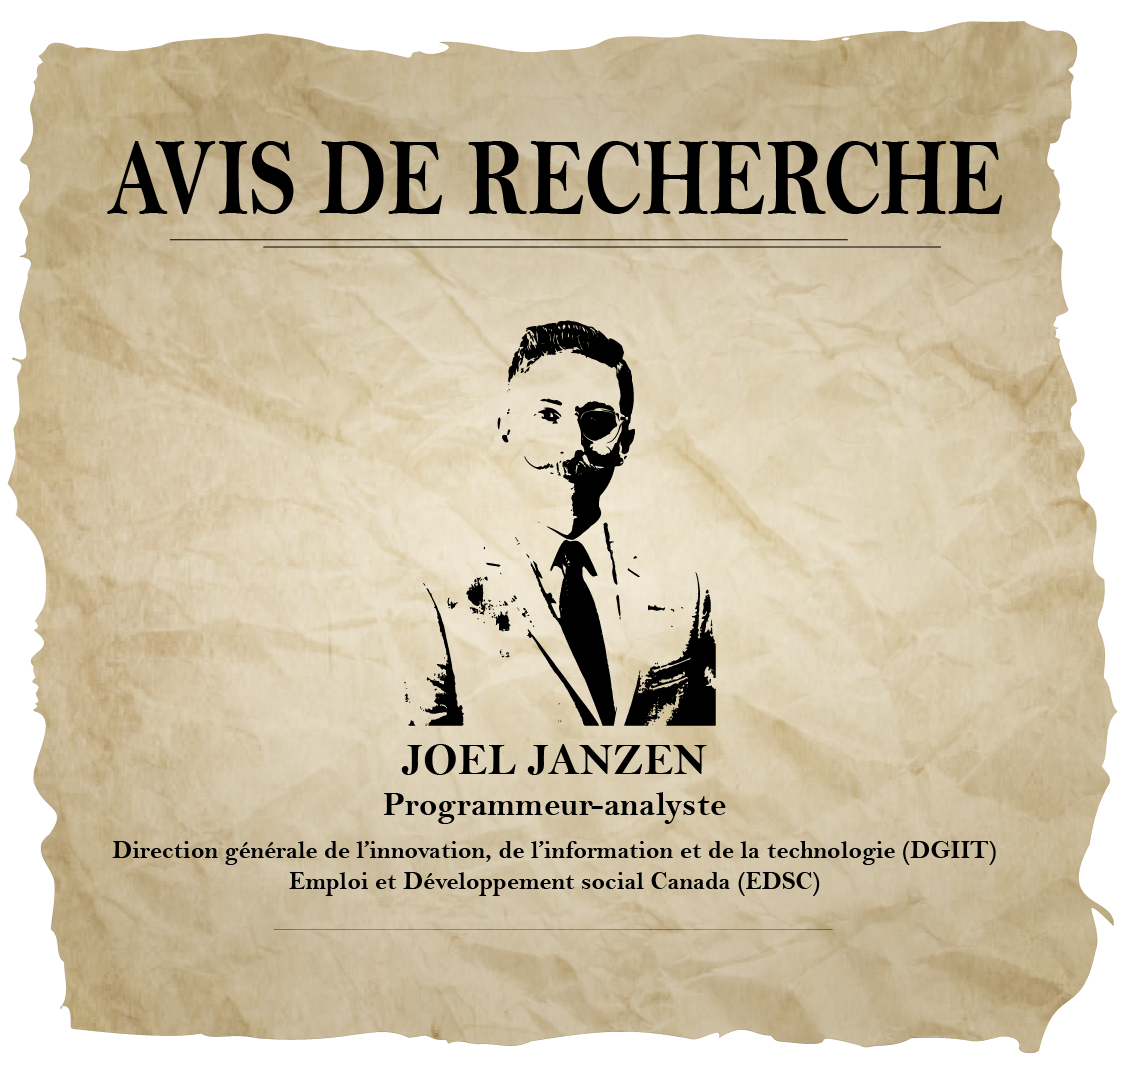 AVIS DE RECHERCHE
JOEL JANZEN
Programmeur-analyste
Direction générale de l’innovation, de l’information et de la technologie (DGIIT)
Emploi et Développement social Canada (EDSC)